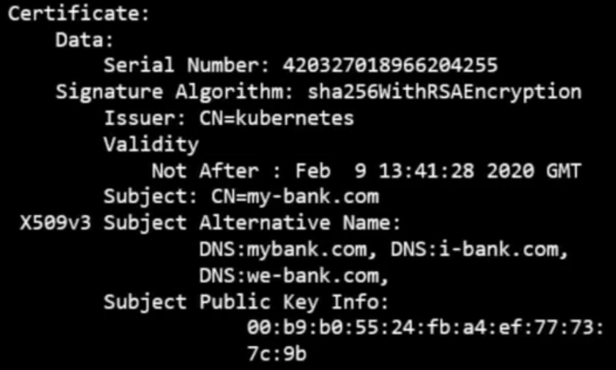 Certificate:
Data:
Serial Number: 420327018966204255
Signature Algorithm: sha256WithRSAEncryption
Issuer: CN=kubernetes
Validity
Not After : Feb  9 13:41:28 2020 GMT
Subject: CN=my-bank.com
X509v3 Subject Alternative Name:
DNS:mybank.com, DNS:i-bank.com,
DNS:we-bank.com,
Subject Public Key Info:
00:b9:b0:55:24:fb:a4:ef:77:73:
7c:9b